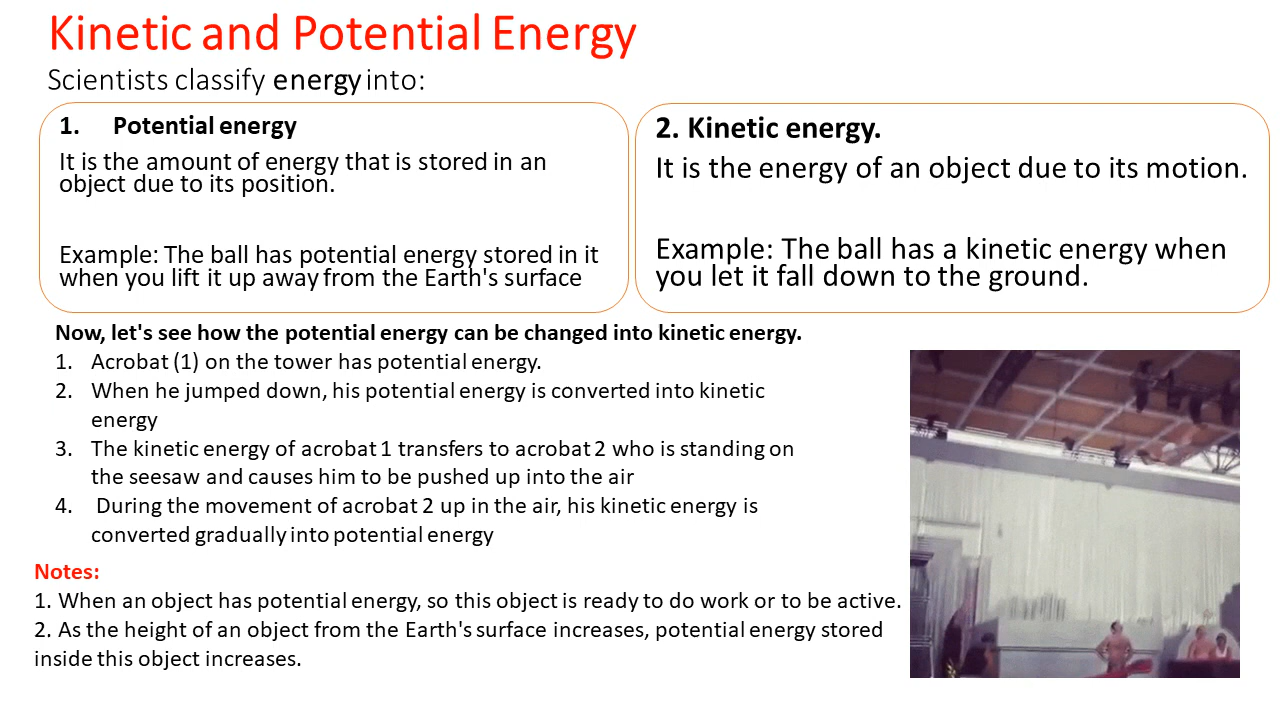 Kinetic and Potential Energy
Scientists classify energy into:
1. Potential energy
It is the amount of energy that is stored in an
object due to its position.
Example: The ball has potential energy stored in it
when you lift it up away from the Earth's surface
2. Kinetic energy.
It is the energy of an object due to its motion.
Example: The ball has a kinetic energy when
you let it fall down to the ground.
Now, let's see how the potential energy can be changed into kinetic energy.
1. Acrobat (1) on the tower has potential energy.
2. When he jumped down, his potential energy is converted into kinetic
energy
3. The kinetic energy of acrobat 1 transfers to acrobat 2 who is standing on
the seesaw and causes him to be pushed up into the air
4. During the movement of acrobat 2 up in the air, his kinetic energy is
converted gradually into potential energy
Notes:
1. When an object has potential energy, so this object is ready to do work or to be active.
2. As the height of an object from the Earth's surface increases, potential energy stored
inside this object increases.